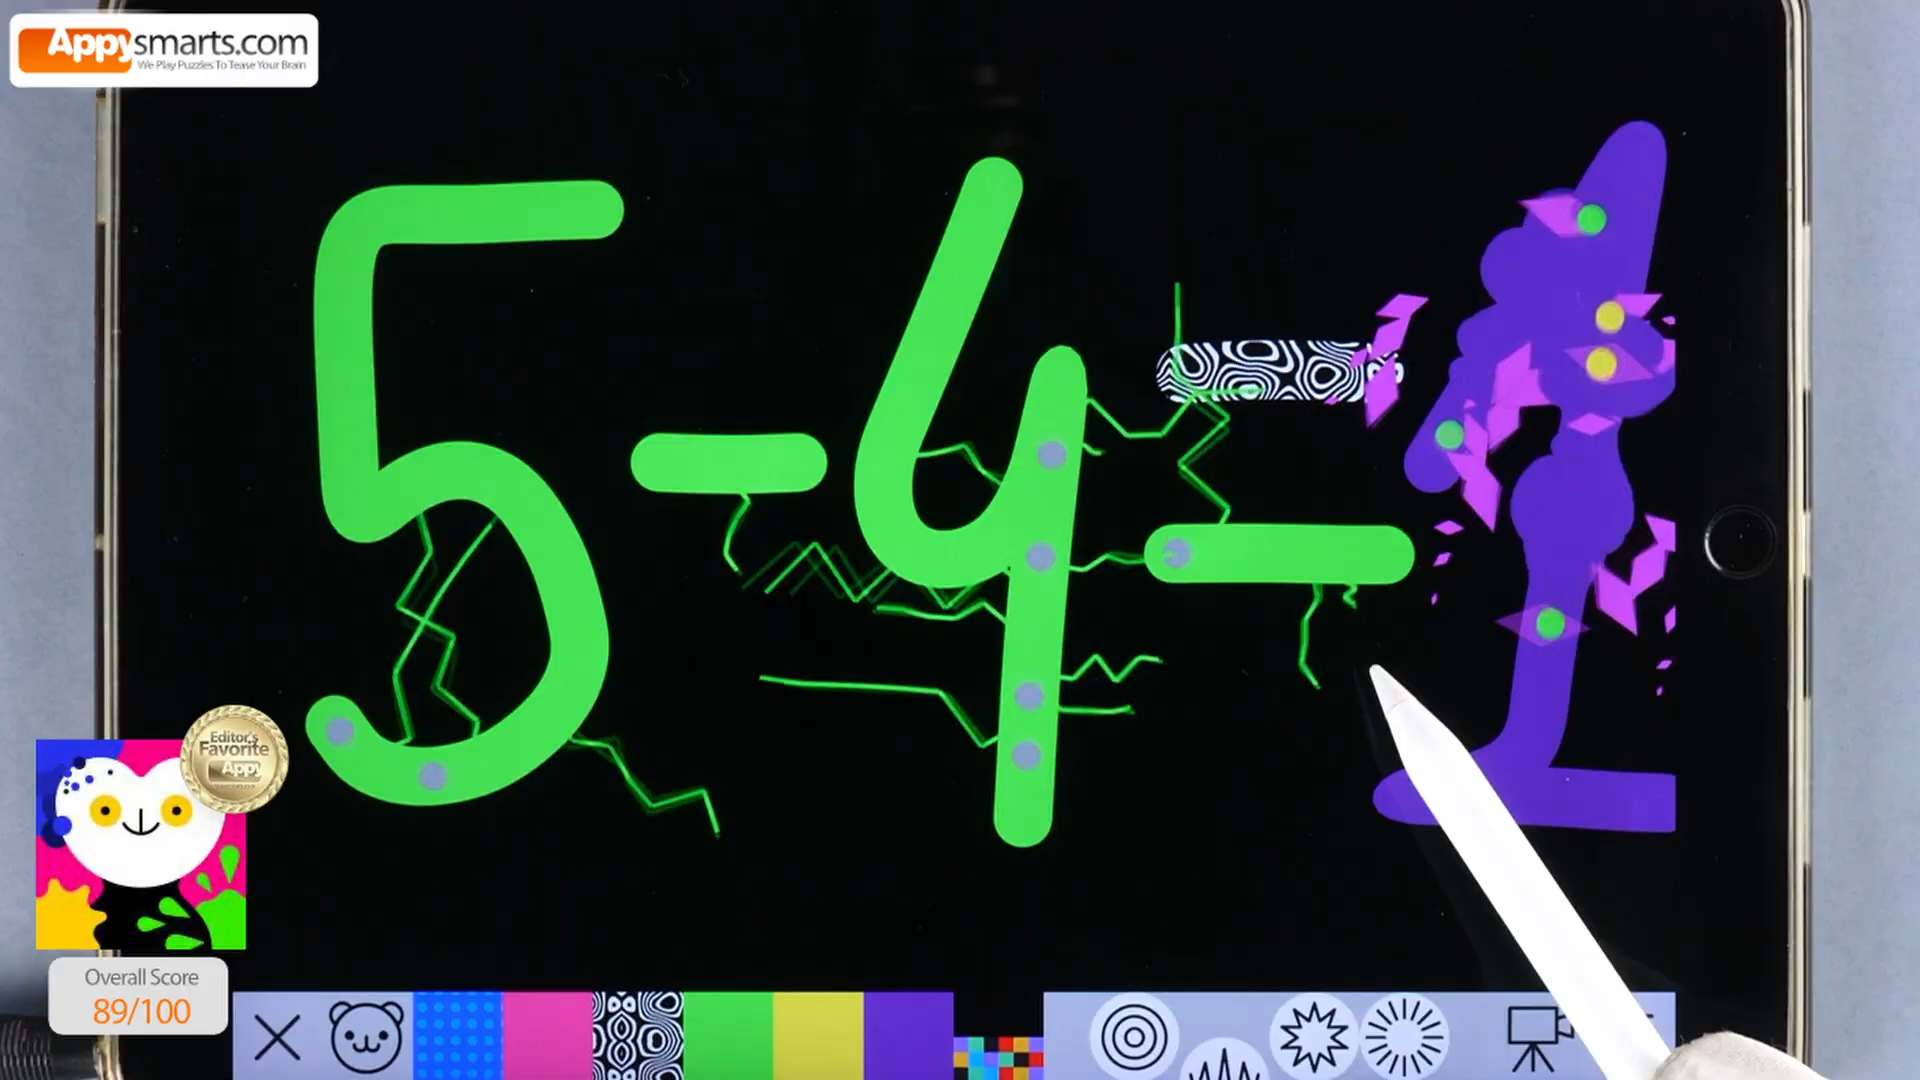 Appysmarts.com
We Play Puzzles To Tease Your Brain
5-4=1
Editor's
Favorite
Appy
Overall Score
89/100